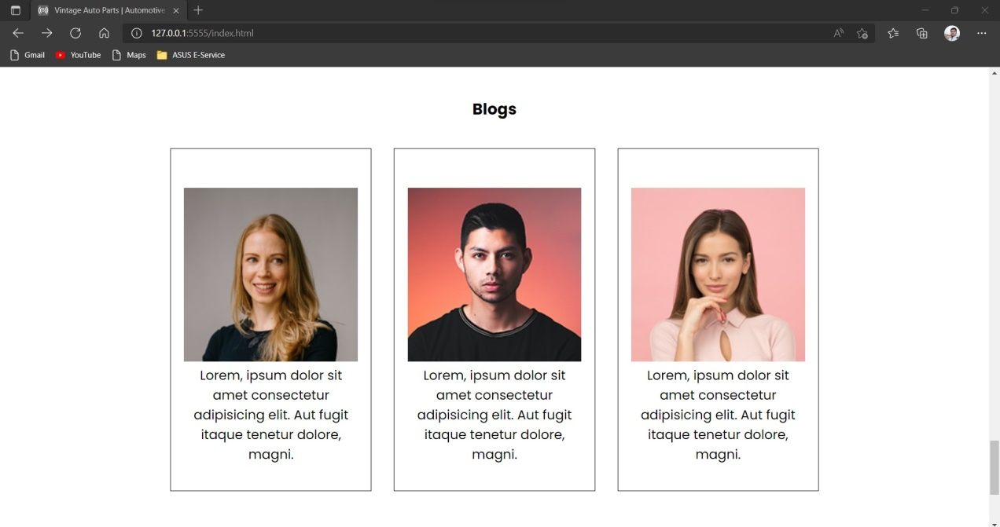 Vintage Auto Parts | Automotive
127.0.0.1:5555/index.html
Gmail
YouTube
Maps
ASUS E-Service
Blogs
Lorem, ipsum dolor sit
amet consectetur
adipisicing elit. Aut fugit
itaque tenetur dolore,
magni.
Lorem, ipsum dolor sit
amet consectetur
adipisicing elit. Aut fugit
itaque tenetur dolore,
magni.
Lorem, ipsum dolor sit
amet consectetur
adipisicing elit. Aut fugit
itaque tenetur dolore,
magni.